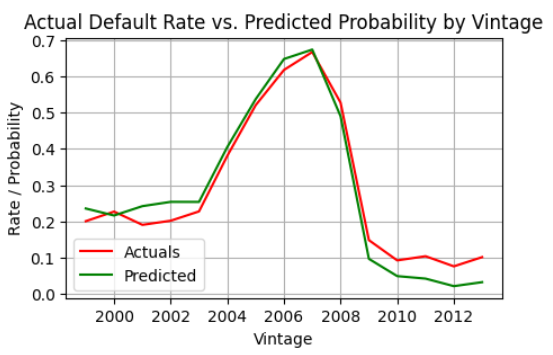 Actual Default Rate vs. Predicted Probability by Vintage
0.7
0.6
0.5
0.4
0.3
0.2
0.1
0.0
Rate / Probability
Actuals
Predicted
2000 2002 2004 2006 2008 2010 2012
Vintage